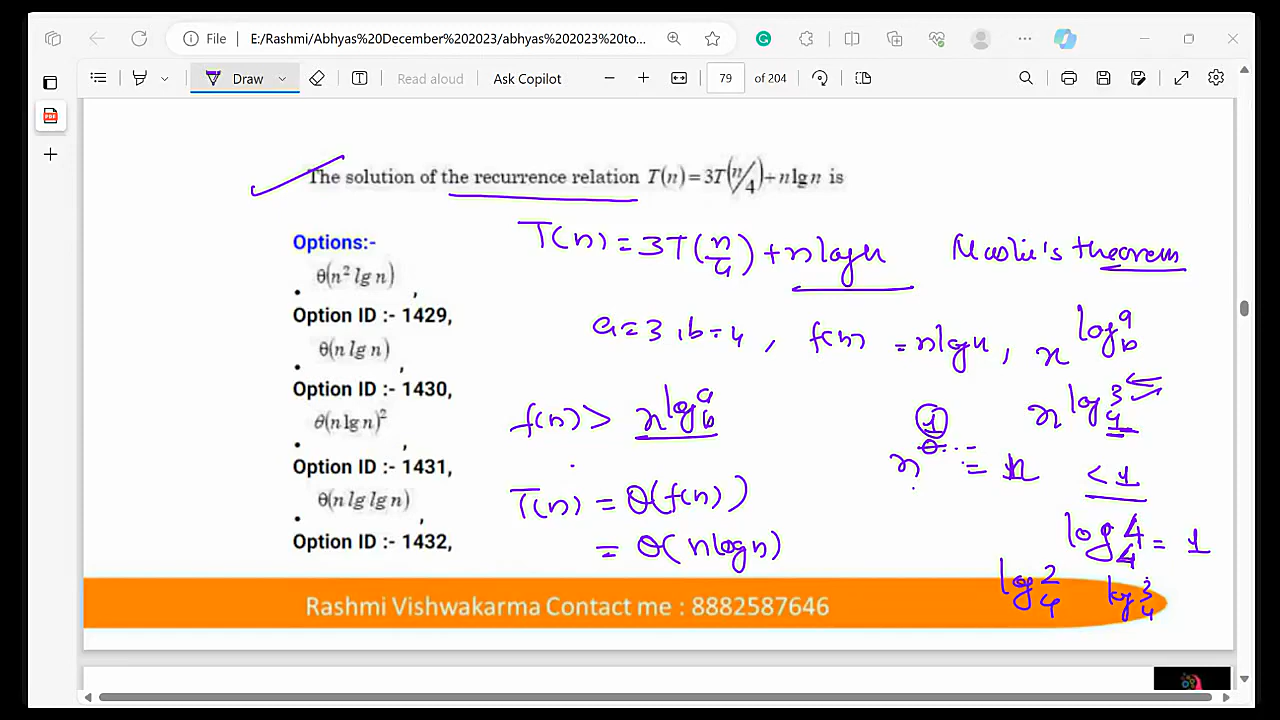 File E:/Rashmi/Abhyas%20December%202023/abhyas%202023%20to...
Draw Read aloud Ask Copilot 79 of 204
The solution of the recurrence relation T(n)=3T(n/4)+n lg n is
T(n) = 3T(n/4) + n log n Master's theorem
Options:-
θ(n² lg n) ,
Option ID :- 1429,
a=3, b=4, f(n) = n log n, n^log_b a
θ(n lg n) ,
Option ID :- 1430,
f(n) > n^log_b a n^log_4 3
θ(n lg n)² ,
Option ID :- 1431,
n = n < 1
θ(n lg lg n) ,
T(n) = θ(f(n))
Option ID :- 1432,
= θ(n log n) log_4 4 = 1
log_4 2 log_4 3
Rashmi Vishwakarma Contact me : 8882587646